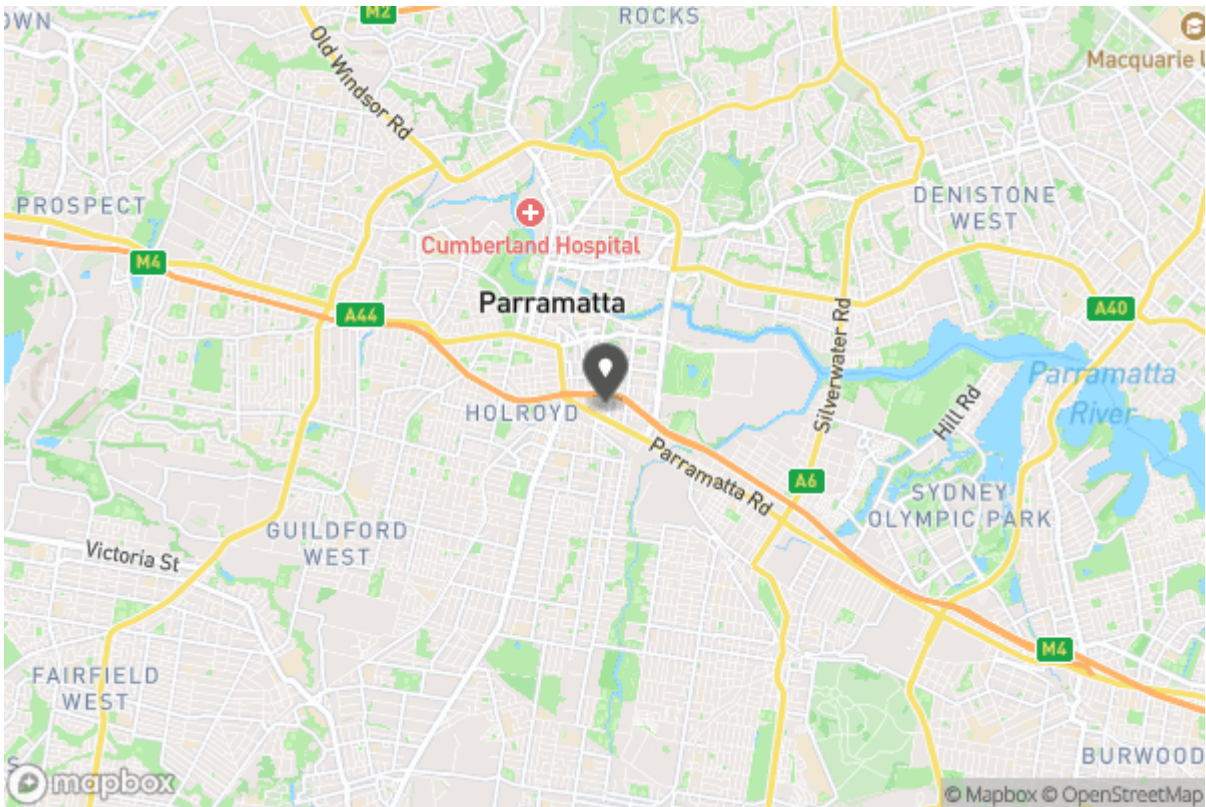 OWN
M2
ROCKS
Macquarie U
Old Windsor Rd
PROSPECT
DENISTONE
WEST
Cumberland Hospital
M4
Parramatta
A44
A40
Silverwater Rd
Parramatta
River
HOLROYD
Hill Rd
Parramatta Rd
A6
SYDNEY
OLYMPIC PARK
GUILDFORD
WEST
Victoria St
M4
FAIRFIELD
WEST
BURWOOD
S
mapbox
© Mapbox © OpenStreetMap